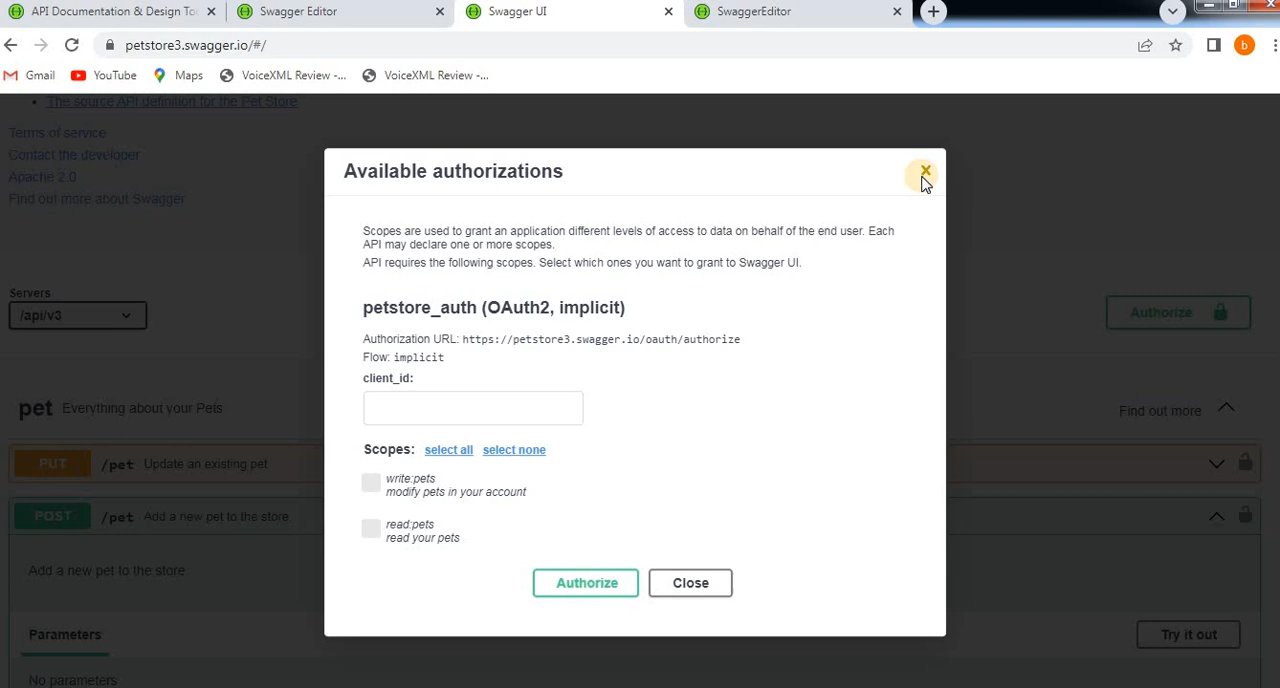 API Documentation & Design Too
Swagger Editor
Swagger UI
SwaggerEditor
petstore3.swagger.io/#/
b
Gmail
YouTube
Maps
VoiceXML Review -...
VoiceXML Review -...
The source API definition for the Pet Store
Terms of service
Contact the developer
Apache 2.0
Find out more about Swagger
Servers
/api/v3
Authorize
Available authorizations
Scopes are used to grant an application different levels of access to data on behalf of the end user. Each
API may declare one or more scopes.
API requires the following scopes. Select which ones you want to grant to Swagger UI.
petstore_auth (OAuth2, implicit)
Authorization URL: https://petstore3.swagger.io/oauth/authorize
Flow: implicit
client_id:
Scopes: select all select none
write:pets
modify pets in your account
read:pets
read your pets
Authorize
Close
pet Everything about your Pets
Find out more
PUT /pet Update an existing pet
POST /pet Add a new pet to the store
Add a new pet to the store
Parameters
Try it out
No parameters